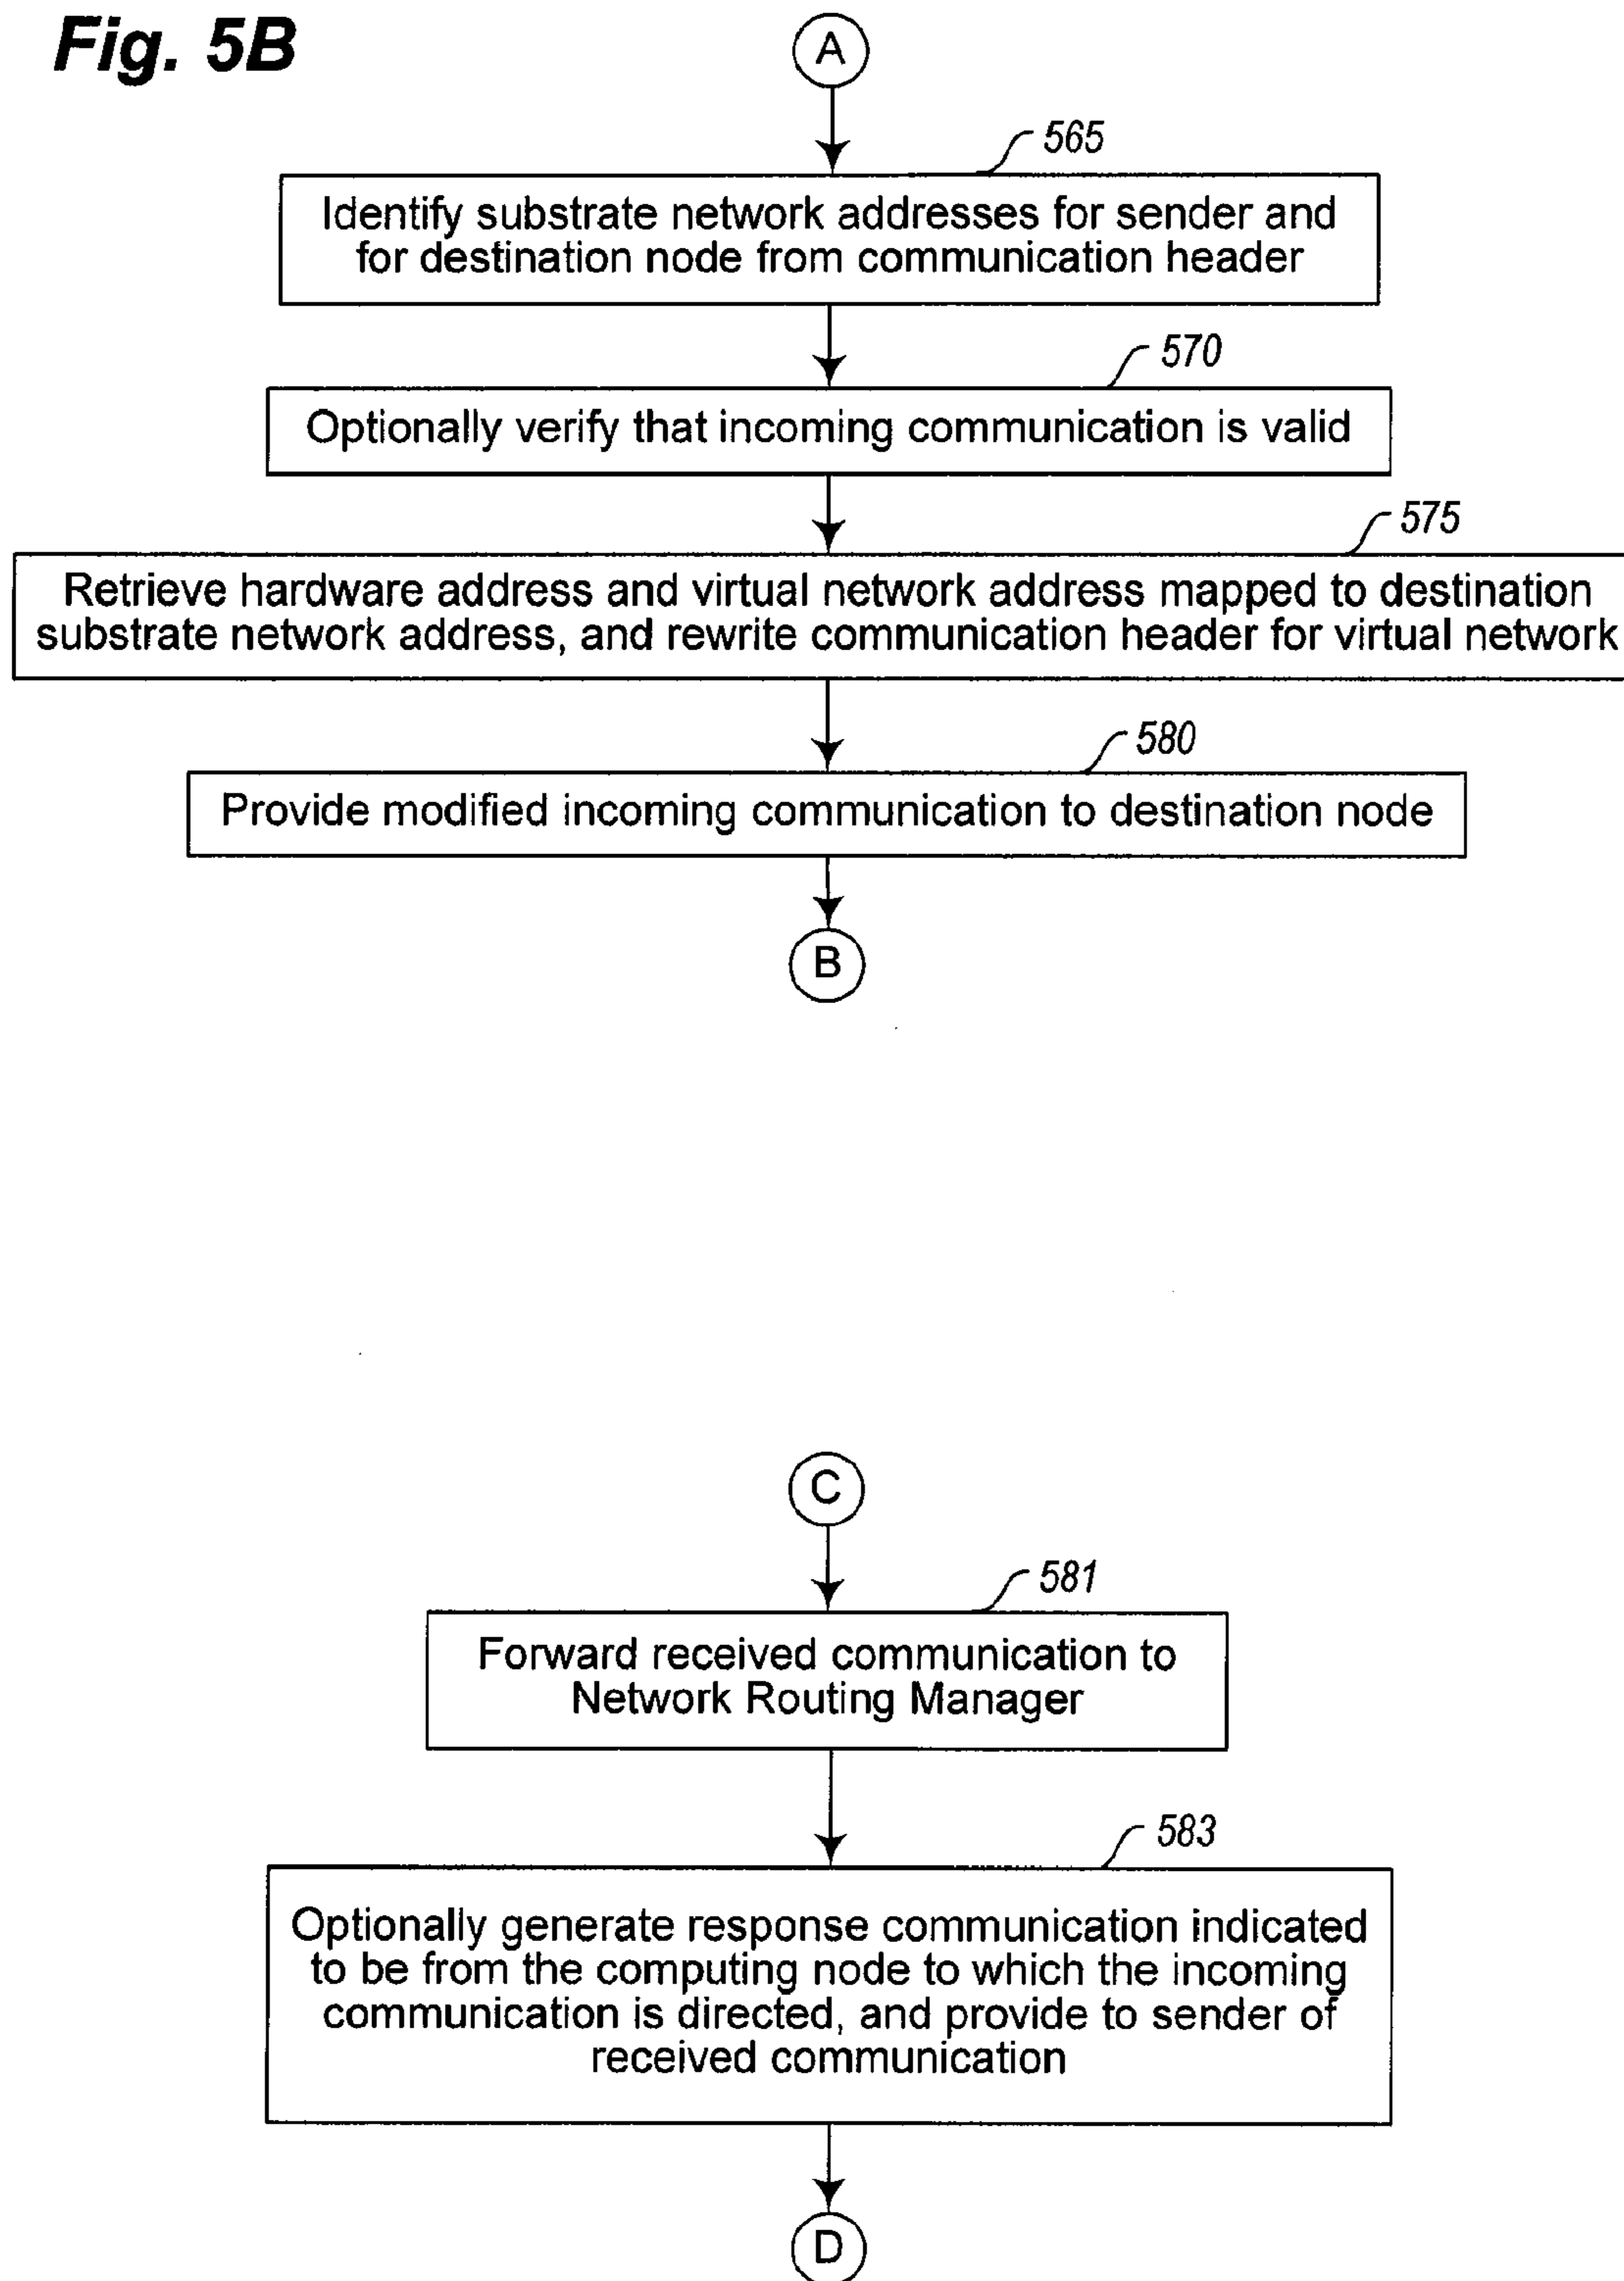 Fig. 5B
A
565
Identify substrate network addresses for sender and
for destination node from communication header
570
Optionally verify that incoming communication is valid
575
Retrieve hardware address and virtual network address mapped to destination
substrate network address, and rewrite communication header for virtual network
580
Provide modified incoming communication to destination node
B
C
581
Forward received communication to
Network Routing Manager
583
Optionally generate response communication indicated
to be from the computing node to which the incoming
communication is directed, and provide to sender of
received communication
D